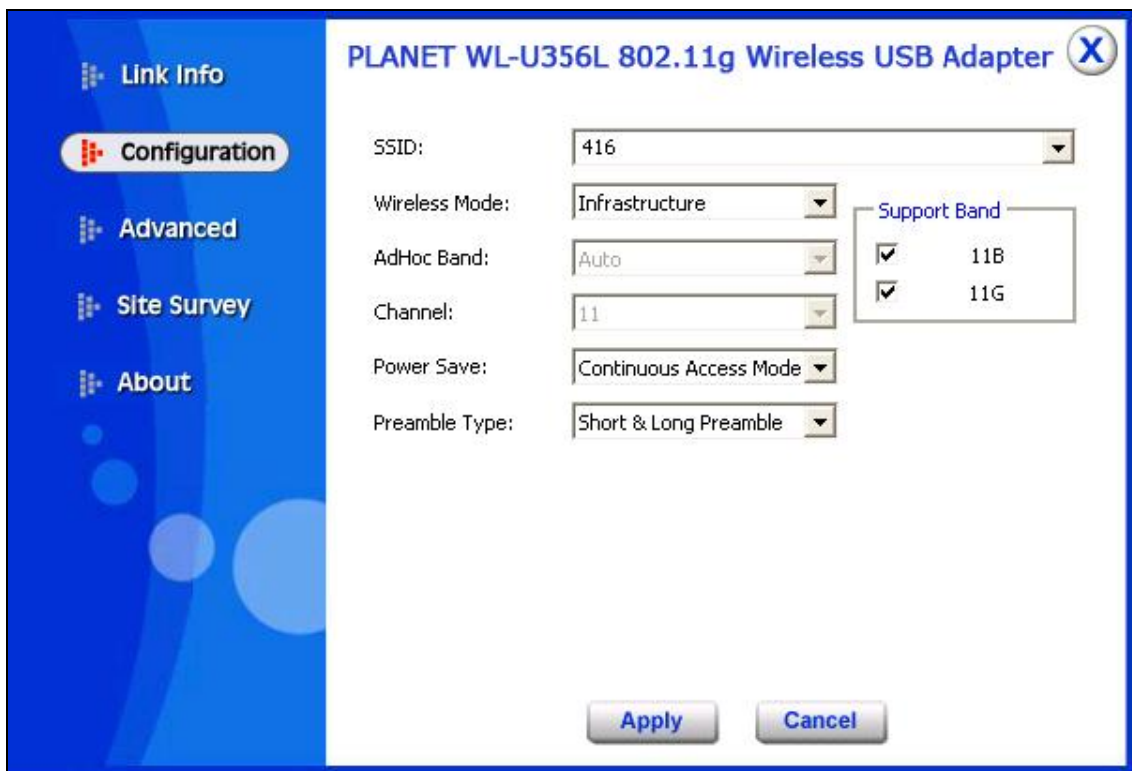 PLANET WL-U356L 802.11g Wireless USB Adapter
X
Link Info
Configuration
Advanced
Site Survey
About
SSID: 416
Wireless Mode: Infrastructure
AdHoc Band: Auto
Channel: 11
Power Save: Continuous Access Mode
Preamble Type: Short & Long Preamble
Support Band
11B
11G
Apply Cancel